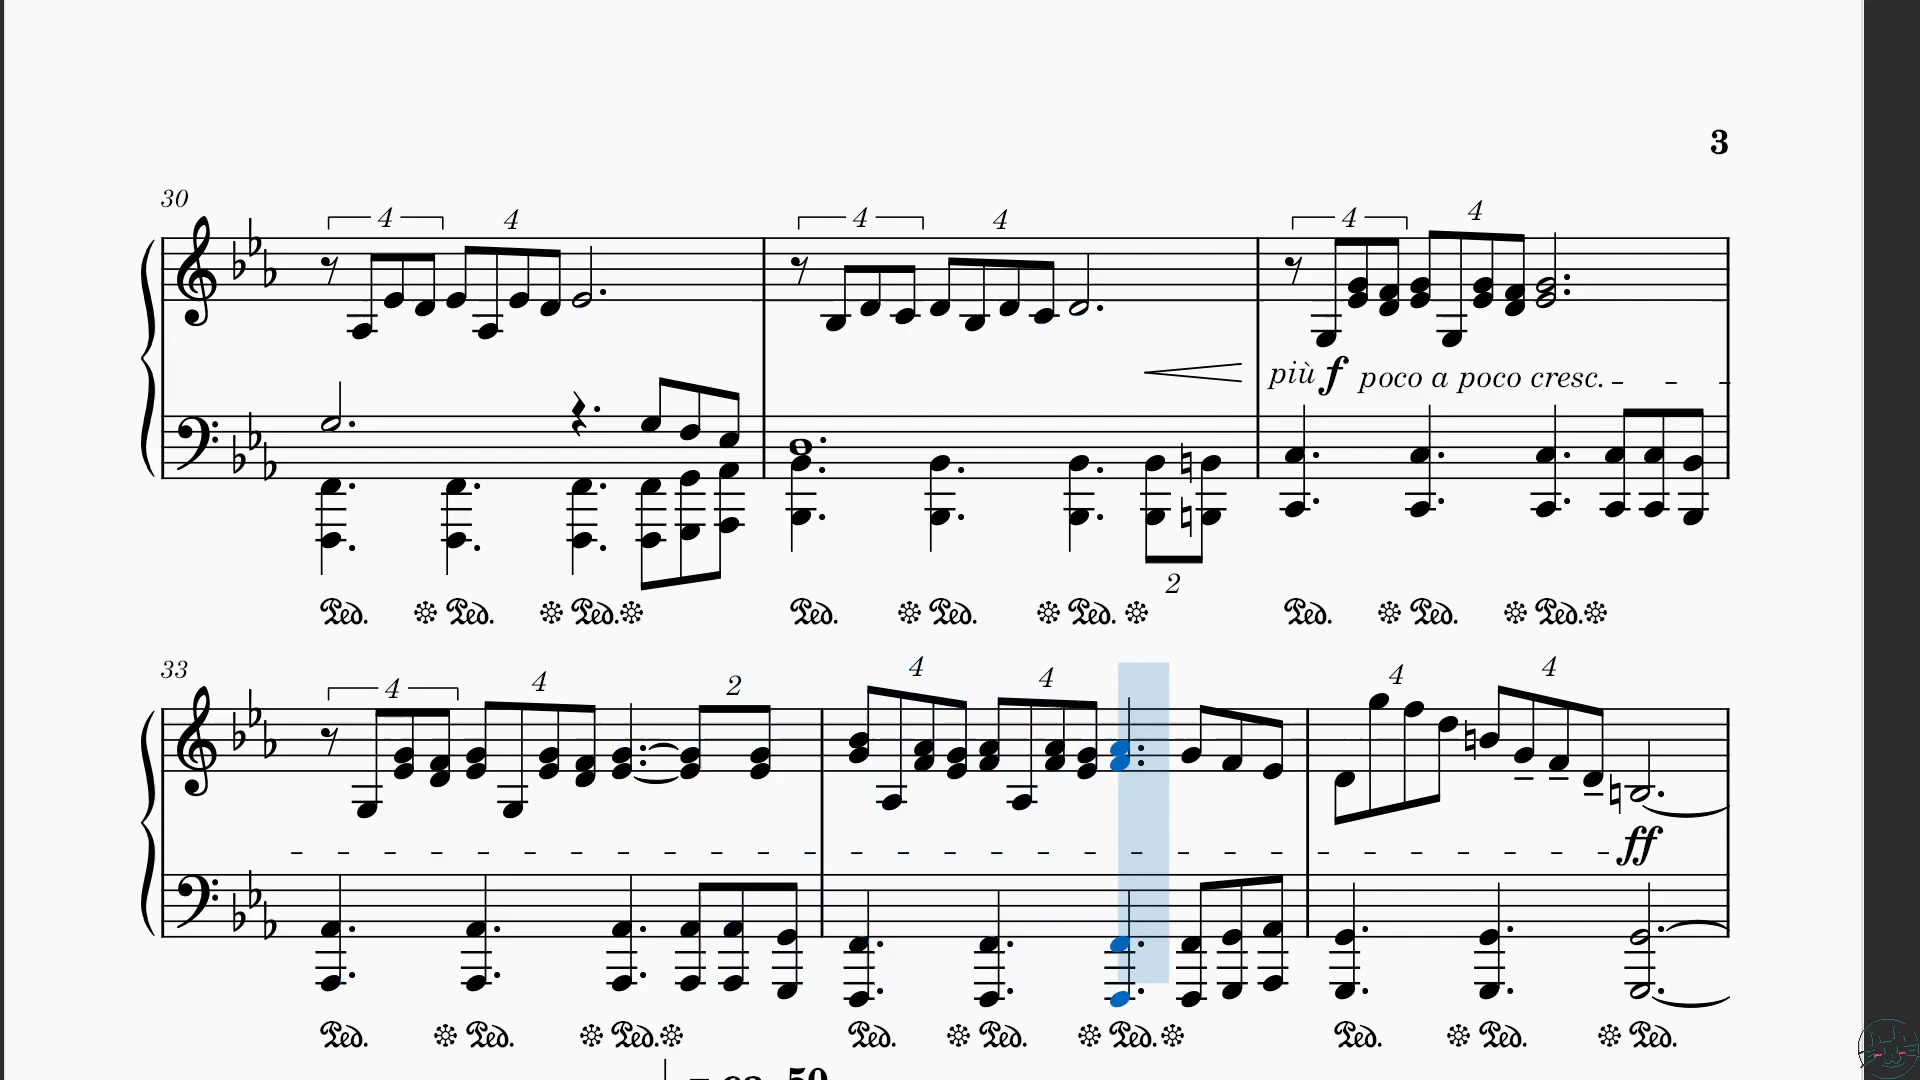 3
30
4 4 4 4 4 4
più f poco a poco cresc.
2
Ped. Ped. Ped. Ped. Ped. Ped. Ped. Ped. Ped.
33
4 4 2 4 4 4 4
ff
Ped. Ped. Ped. Ped. Ped. Ped. Ped. Ped. Ped.
= ca. 50